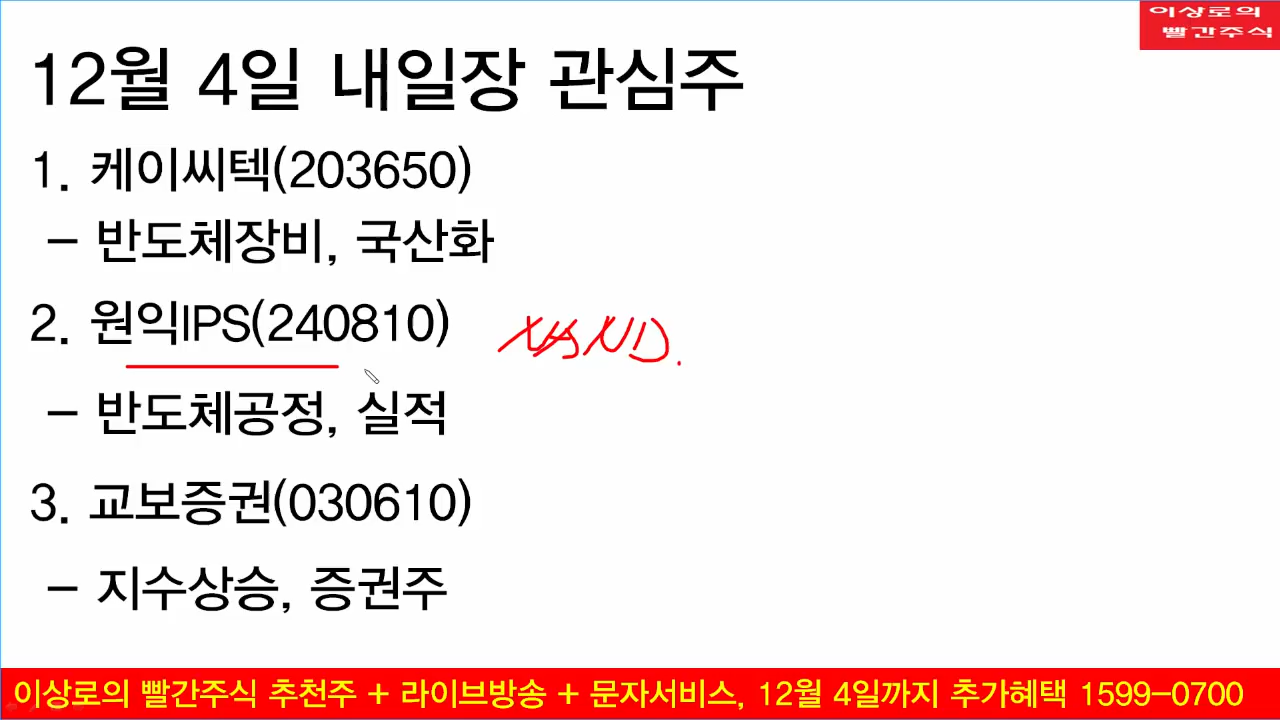 이상로의
빨간주식
12월 4일 내일장 관심주
1. 케이씨텍(203650)
- 반도체장비, 국산화
2. 원익IPS(240810) NAND.
- 반도체공정, 실적
3. 교보증권(030610)
- 지수상승, 증권주
이상로의 빨간주식 추천주 + 라이브방송 + 문자서비스, 12월 4일까지 추가혜택 1599-0700